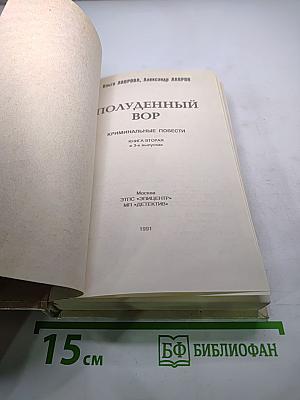 Ольга ЛАВРОВА, Александр ЛАВРОВ
ПОЛУДЕННЫЙ
ВОР
КРИМИНАЛЬНЫЕ ПОВЕСТИ
КНИГА ВТОРАЯ
в 3-х выпусках
Москва
ЭТПС «ЭПИЦЕНТР»
МП «ДЕТЕКТИВ»
1991
15 см
БФ БИБЛИОФАН